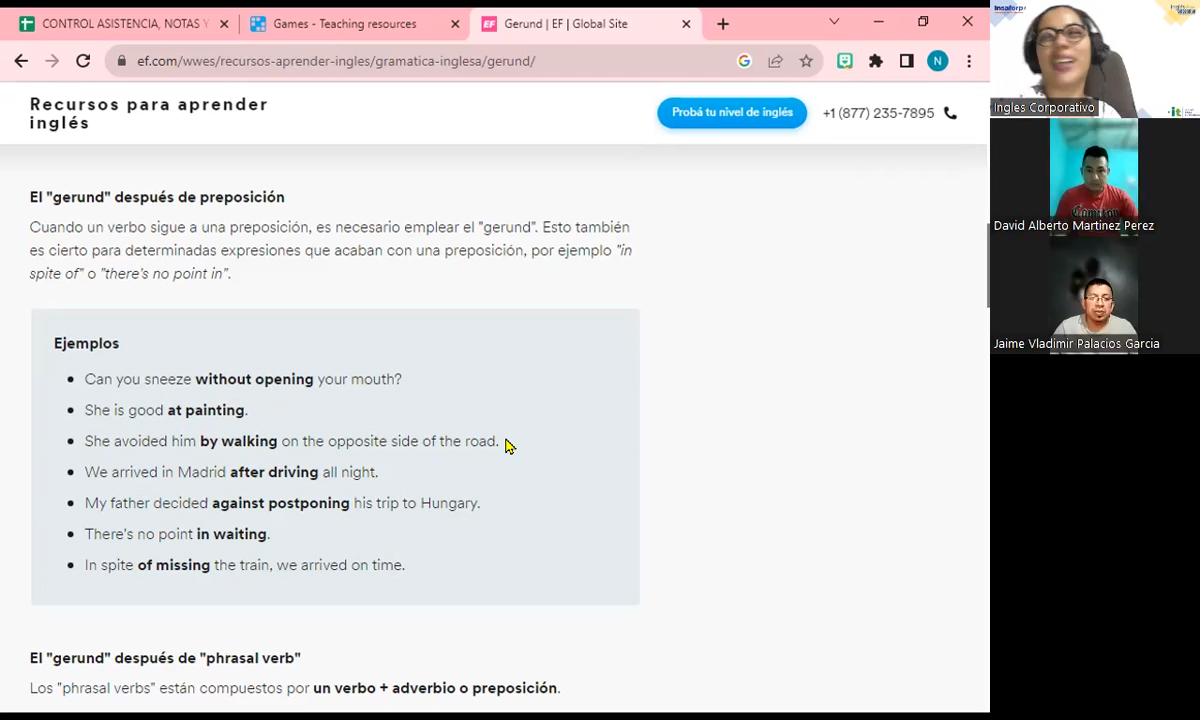 CONTROL ASISTENCIA, NOTAS Y
Games - Teaching resources
EF
Gerund | EF | Global Site
ef.com/wwes/recursos-aprender-ingles/gramatica-inglesa/gerund/
G
N
Recursos para aprender
inglés
Probá tu nivel de inglés
+1 (877) 235-7895
El "gerund" después de preposición
Cuando un verbo sigue a una preposición, es necesario emplear el "gerund". Esto también
es cierto para determinadas expresiones que acaban con una preposición, por ejemplo "in
spite of" o "there's no point in".
Ejemplos
Can you sneeze without opening your mouth?
She is good at painting.
She avoided him by walking on the opposite side of the road.
We arrived in Madrid after driving all night.
My father decided against postponing his trip to Hungary.
There's no point in waiting.
In spite of missing the train, we arrived on time.
El "gerund" después de "phrasal verb"
Los "phrasal verbs" están compuestos por un verbo + adverbio o preposición.
Insaforp
Ingles Corporativo
David Alberto Martinez Perez
Jaime Vladimir Palacios Garcia